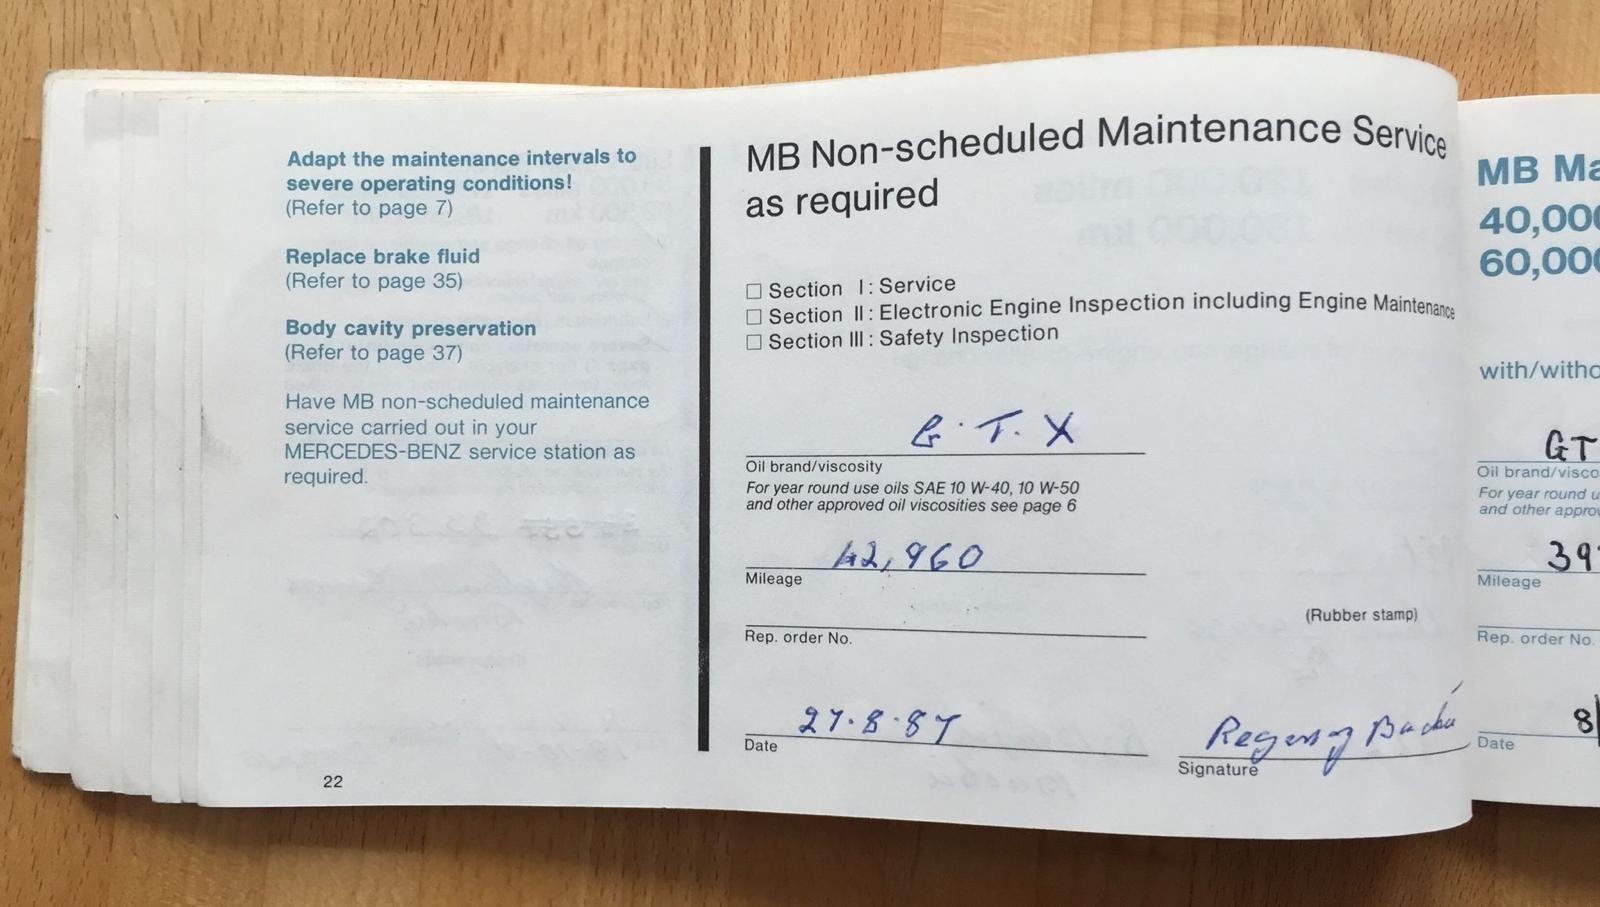 Adapt the maintenance intervals to
severe operating conditions!
(Refer to page 7)
Replace brake fluid
(Refer to page 35)
Body cavity preservation
(Refer to page 37)
Have MB non-scheduled maintenance
service carried out in your
MERCEDES-BENZ service station as
required.
22
MB Non-scheduled Maintenance Service
as required
☐ Section I: Service
☐ Section II: Electronic Engine Inspection including Engine Maintenance
☐ Section III: Safety Inspection
G.T.X
Oil brand/viscosity
For year round use oils SAE 10 W-40, 10 W-50
and other approved oil viscosities see page 6
42,960
Mileage
(Rubber stamp)
Rep. order No.
27.8.87
Date
Signature
MB Ma
40,000
60,000
with/witho
GT
Oil brand/visco
For year round u
and other approv
39
Mileage
Rep. order No.
8/
Date